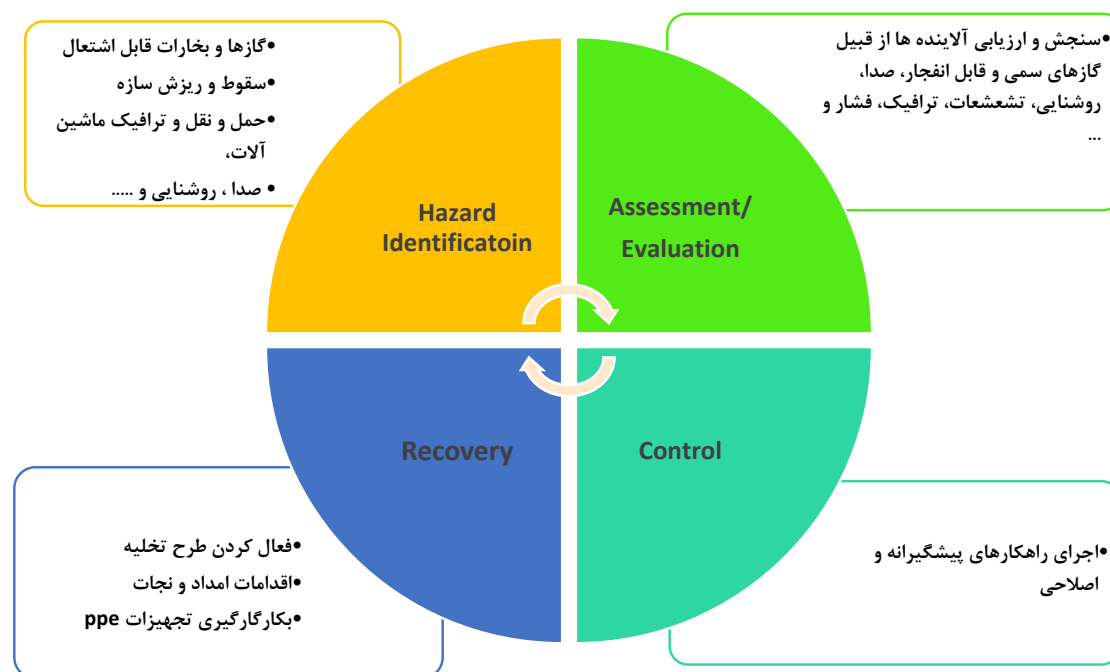 •گازها و بخارات قابل اشتعال
•سقوط و ریزش سازه
•حمل و نقل و ترافیک ماشین
آلات،
• صدا ، روشنایی و .....
•سنجش و ارزیابی آلاینده ها از قبیل
گازهای سمی و قابل انفجار، صدا،
روشنایی، تشعشعات، ترافیک، فشار و
...
Hazard
Identificatoin
Assessment/
Evaluation
Recovery
Control
•فعال کردن طرح تخلیه
•اقدامات امداد و نجات
•بکارگارگیری تجهیزات ppe
•اجرای راهکارهای پیشگیرانه و
اصلاحی